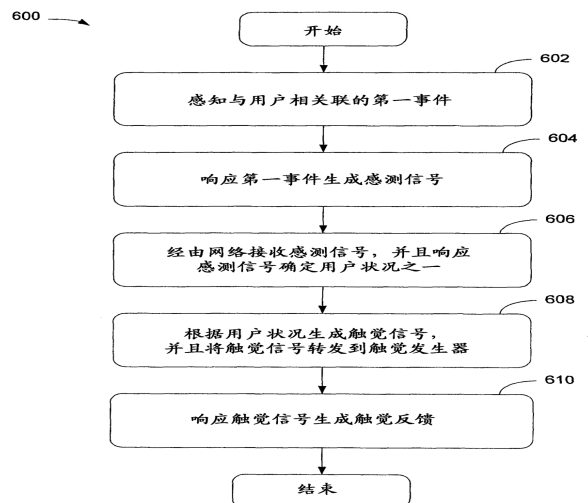 600
开始
602
感知与用户相关联的第一事件
604
响应第一事件生成感测信号
606
经由网络接收感测信号，并且响应
感测信号确定用户状况之一
608
根据用户状况生成触觉信号，
并且将触觉信号转发到触觉发生器
610
响应触觉信号生成触觉反馈
结束